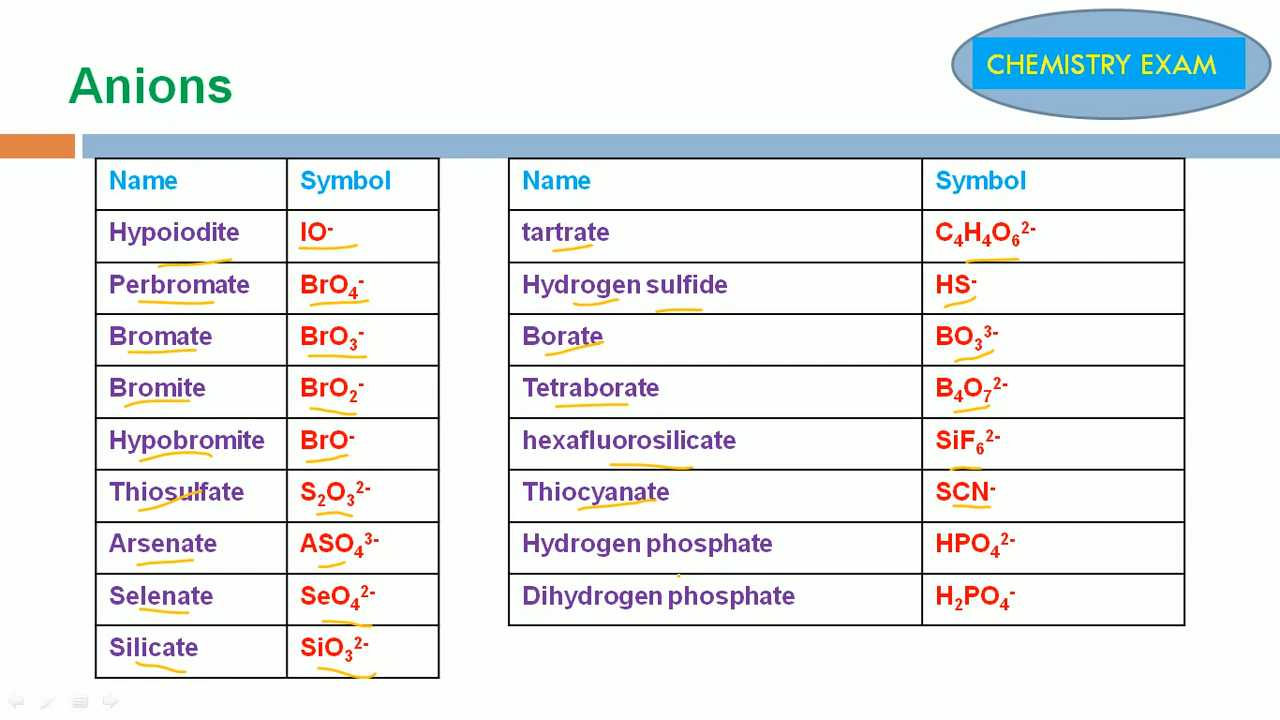 Anions
CHEMISTRY EXAM
Name Symbol
Hypoiodite IO⁻
Perbromate BrO₄⁻
Bromate BrO₃⁻
Bromite BrO₂⁻
Hypobromite BrO⁻
Thiosulfate S₂O₃²⁻
Arsenate ASO₄³⁻
Selenate SeO₄²⁻
Silicate SiO₃²⁻
Name Symbol
tartrate C₄H₄O₆²⁻
Hydrogen sulfide HS⁻
Borate BO₃³⁻
Tetraborate B₄O₇²⁻
hexafluorosilicate SiF₆²⁻
Thiocyanate SCN⁻
Hydrogen phosphate HPO₄²⁻
Dihydrogen phosphate H₂PO₄⁻